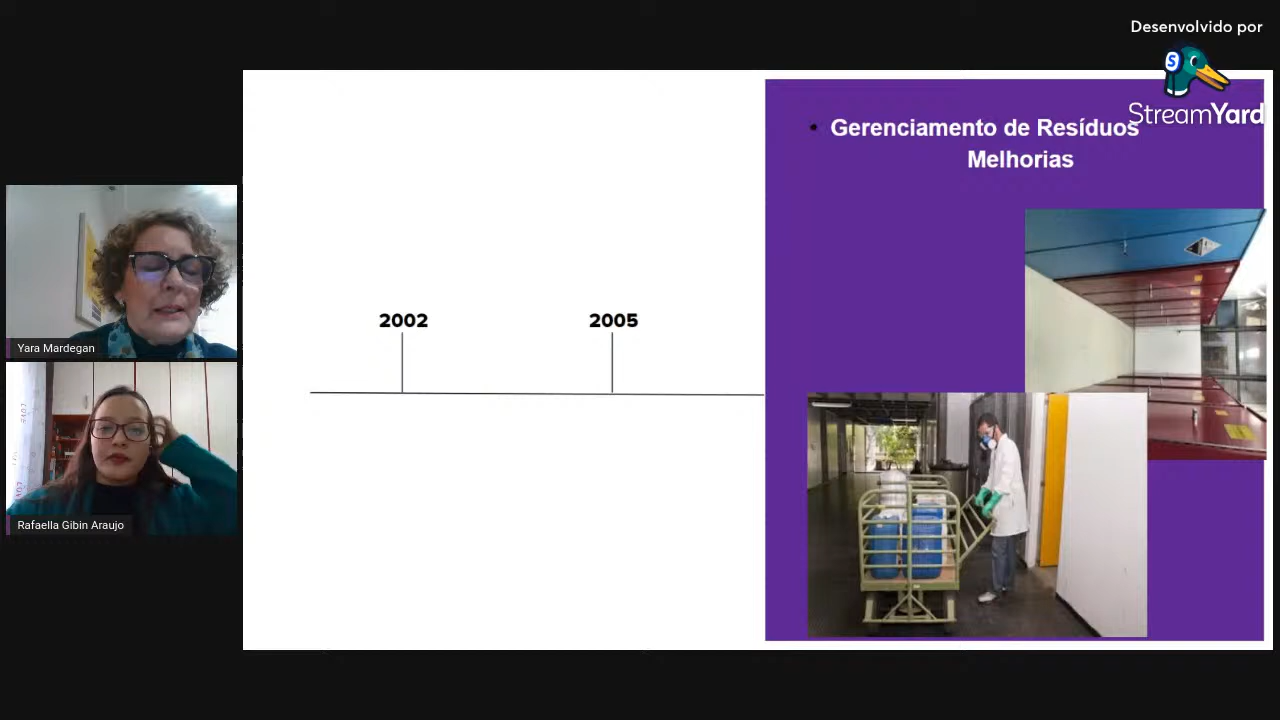 Desenvolvido por
StreamYard
• Gerenciamento de Resíduos
Melhorias
2002
2005
Yara Mardegan
Rafaella Gibin Araujo